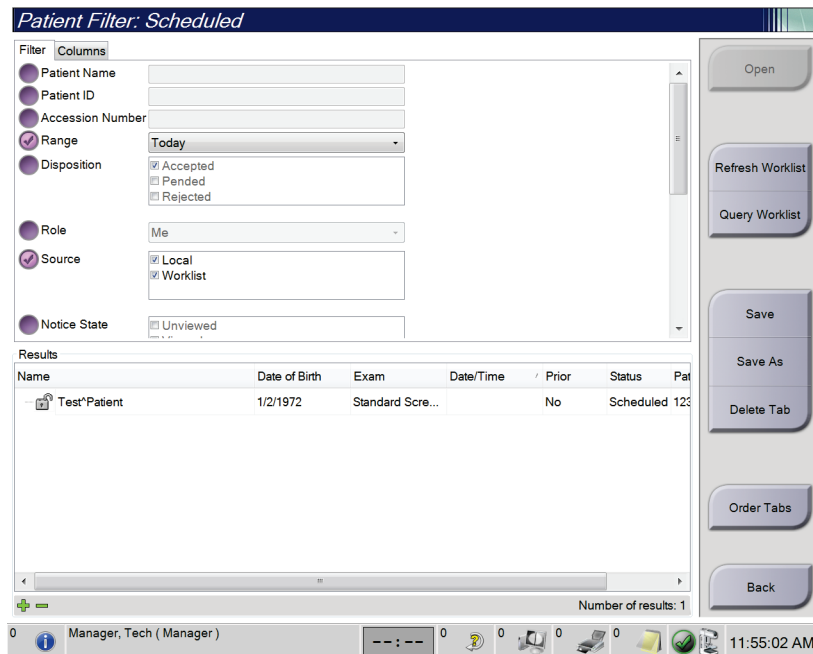 Patient Filter: Scheduled
Filter Columns
Patient Name
Patient ID
Accession Number
Range Today
Disposition Accepted
Pended
Rejected
Role Me
Source Local
Worklist
Notice State Unviewed
Open
Refresh Worklist
Query Worklist
Save
Save As
Delete Tab
Order Tabs
Back
Results
Name Date of Birth Exam Date/Time Prior Status Pat
Test^Patient 1/2/1972 Standard Scre... No Scheduled 123
Number of results: 1
0 Manager, Tech ( Manager ) --:-- 0 0 0 0 11:55:02 AM